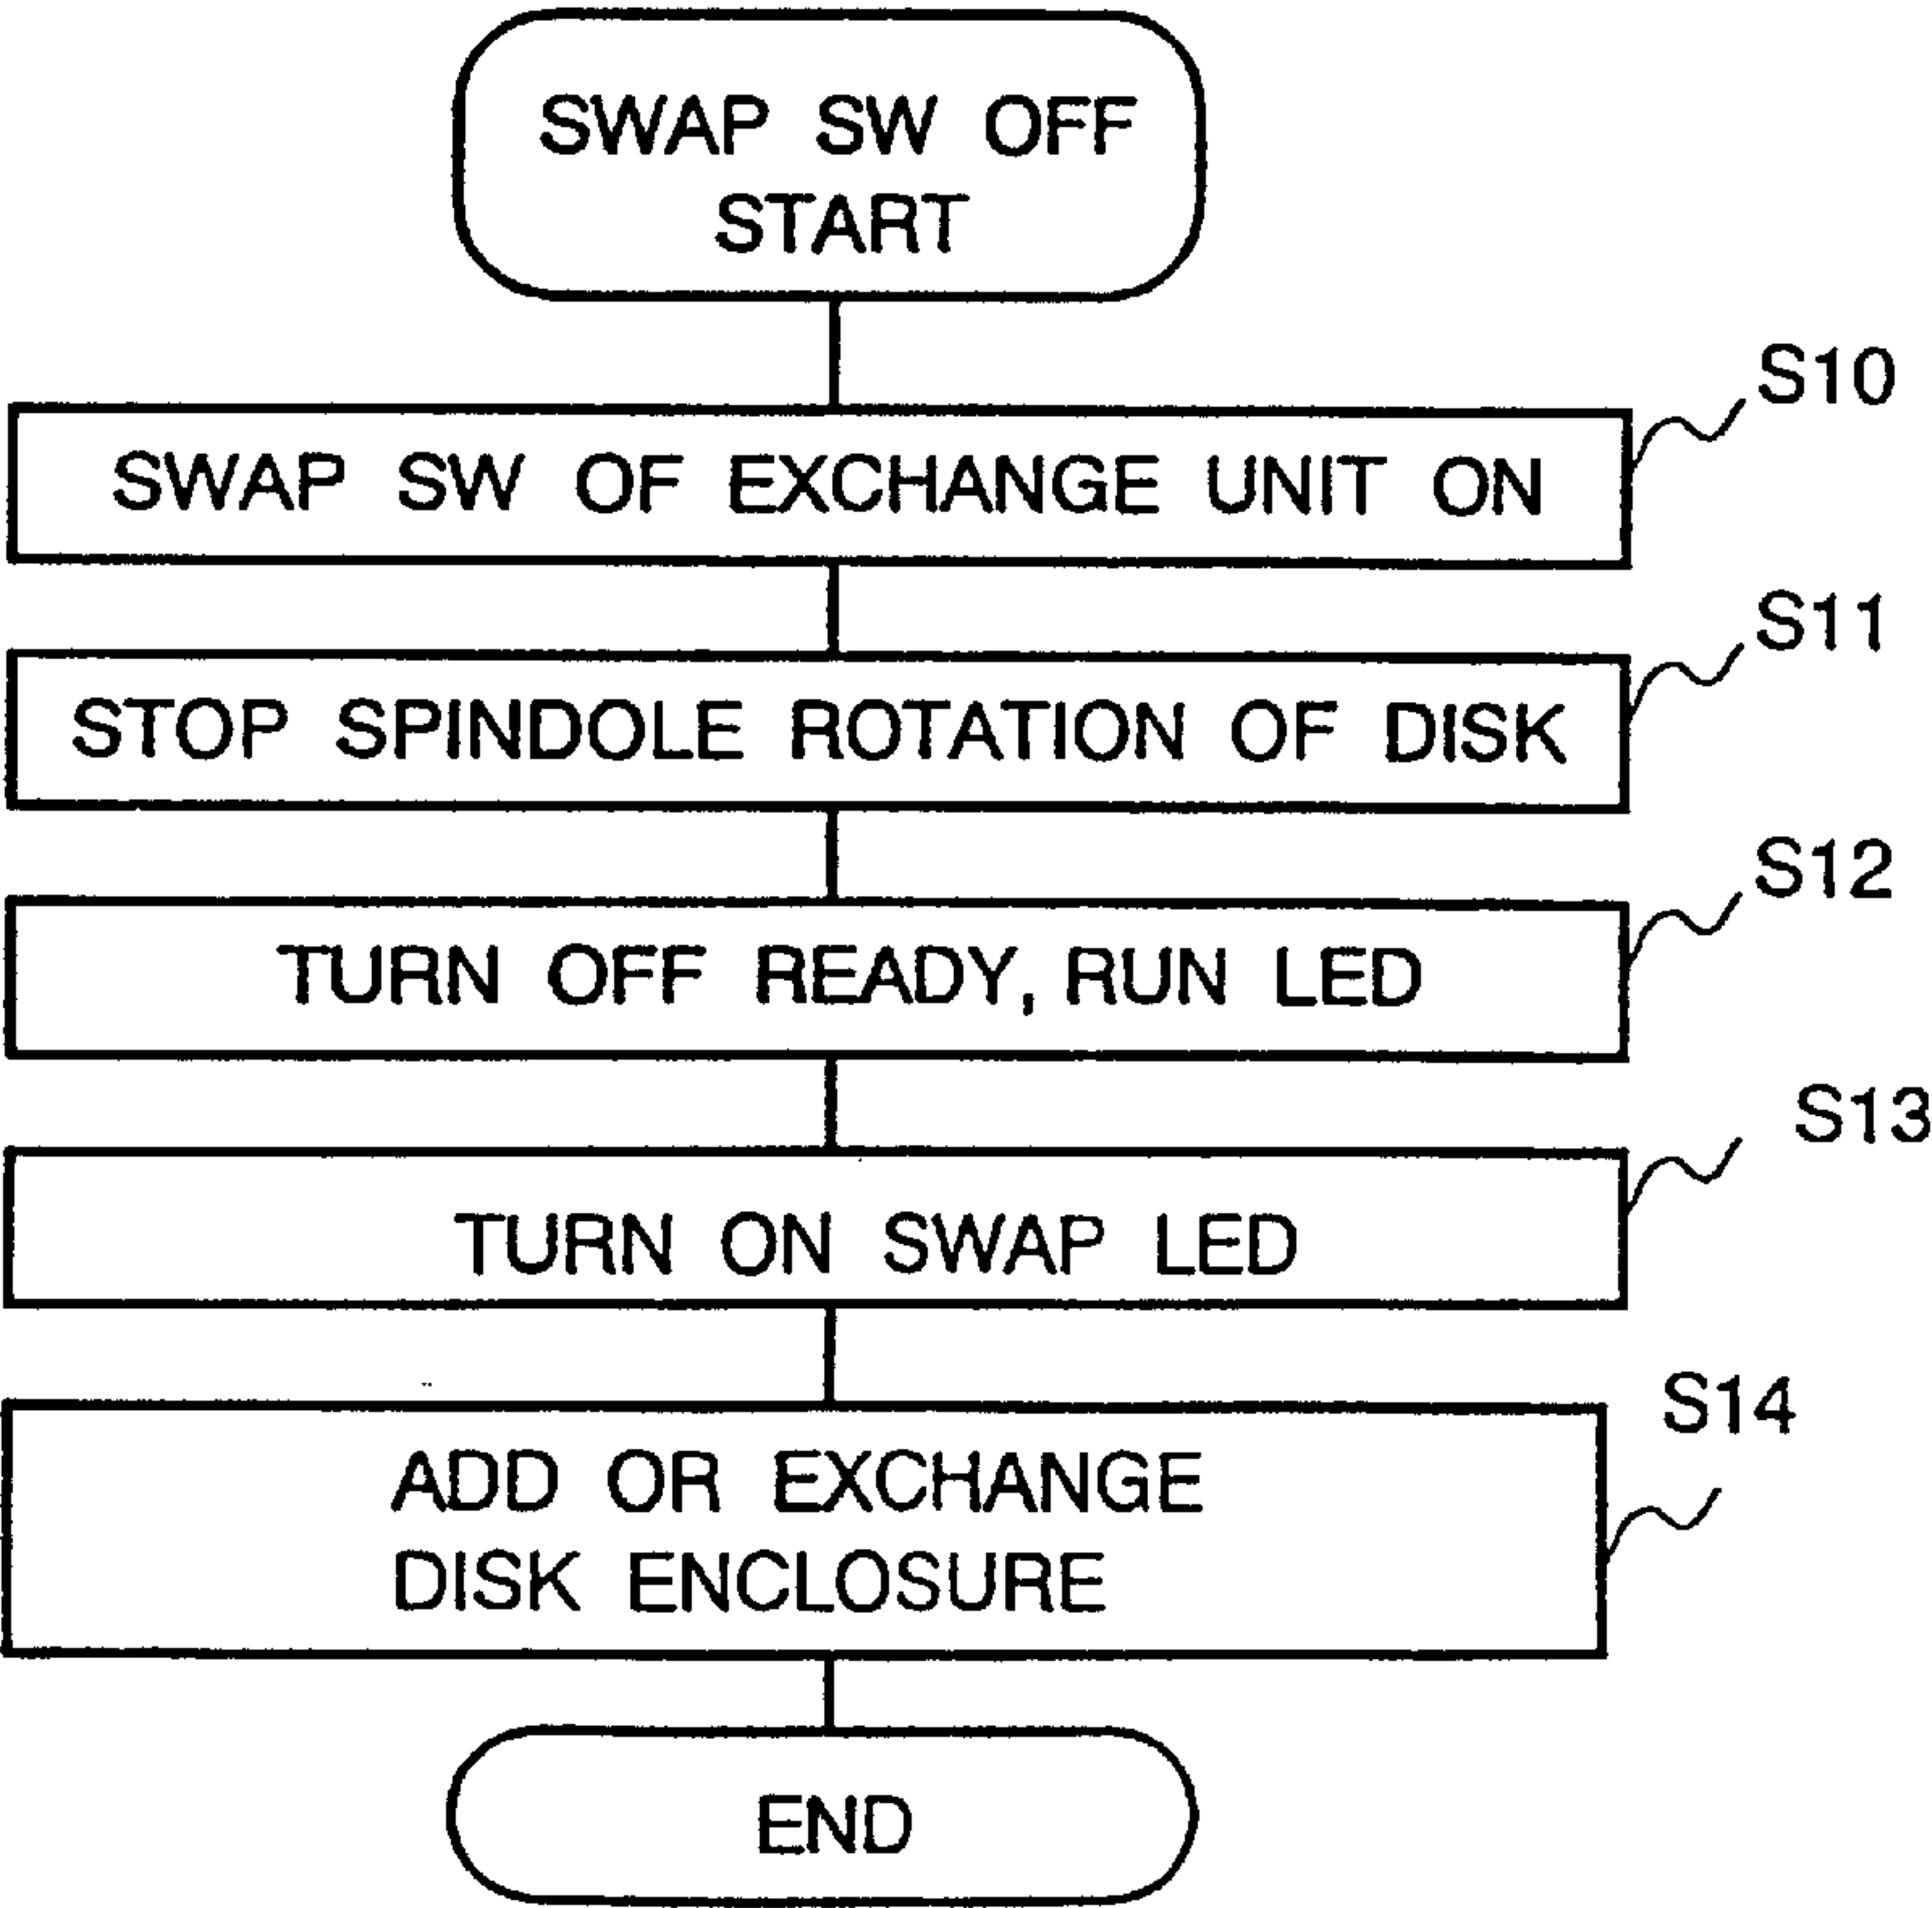 SWAP SW OFF
START
S10
SWAP SW OF EXCHANGE UNIT ON
S11
STOP SPINDOLE ROTATION OF DISK
S12
TURN OFF READY, RUN LED
S13
TURN ON SWAP LED
S14
ADD OR EXCHANGE
DISK ENCLOSURE
END